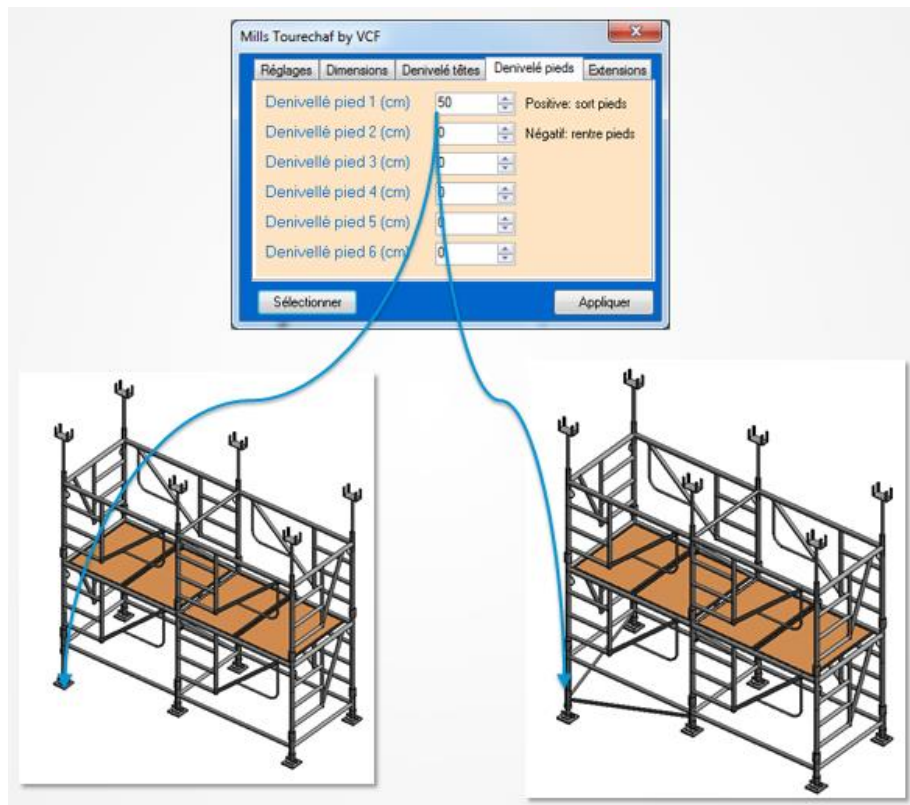 Mills Tourechaf by VCF
Réglages Dimensions Denivelé têtes Denivelé pieds Extensions
Denivellé pied 1 (cm) 50 Positive: sort pieds
Denivellé pied 2 (cm) 0 Négatif: rentre pieds
Denivellé pied 3 (cm) 0
Denivellé pied 4 (cm) 0
Denivellé pied 5 (cm) 0
Denivellé pied 6 (cm) 0
Sélectionner Appliquer